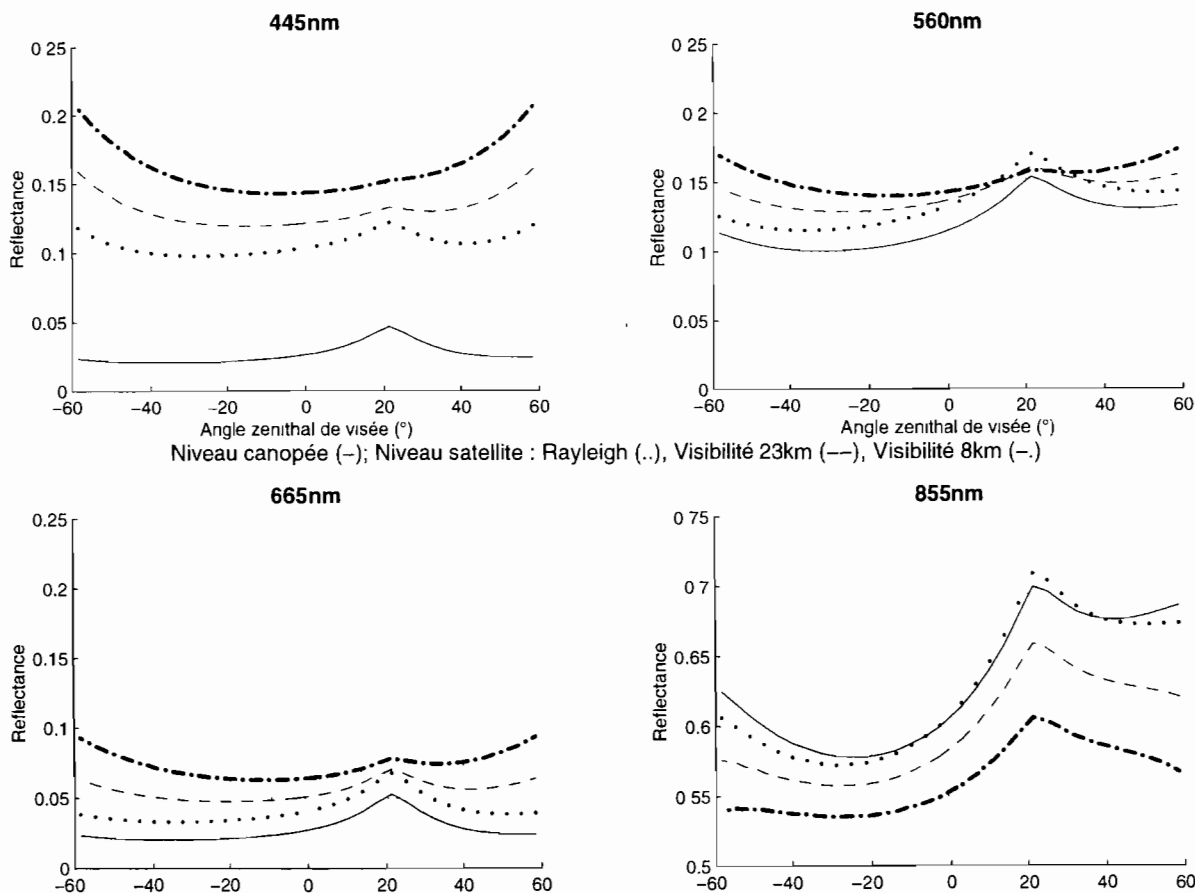 445nm
0 25
0.2
0.15
0.1
0.05
0
Reflectance
-60 -40 -20 0 20 40 60
Angle zenithal de visée (°)
560nm
0 25
0 2
0.15
0 1
0.05
0
Reflectance
-60 -40 -20 0 20 40 60
Angle zenithal de visée (°)
Niveau canopée (-); Niveau satellite : Rayleigh (..), Visibilité 23km (--), Visibilité 8km (-.)
665nm
0.25
0.2
0.15
0.1
0.05
0
Reflectance
-60 -40 -20 0 20 40 60
855nm
0 75
0 7
0.65
0.6
0.55
0.5
Reflectance
-60 -40 -20 0 20 40 60